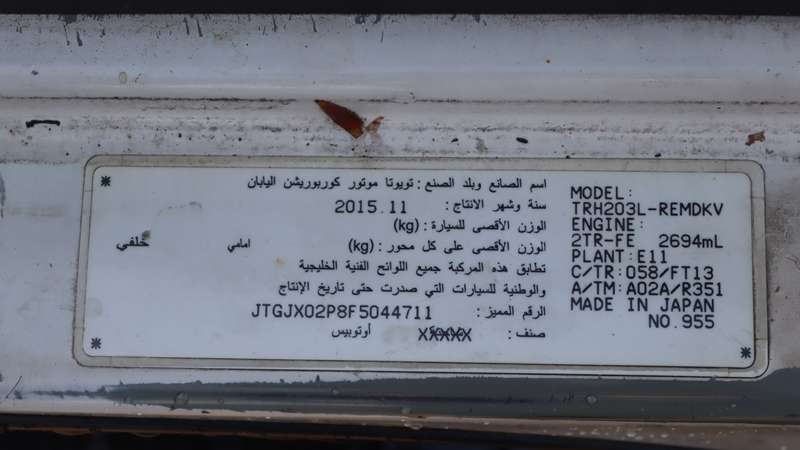 اسم الصانع وبلد الصنع : تويوتا موتور كوربوريشن اليابان
سنة وشهر الانتاج : 2015.11
الوزن الأقصى للسيارة : (kg)
الوزن الأقصى على كل محور : (kg) امامي خلفي
تطابق هذه المركبة جميع اللوائح الفنية الخليجية
والوطنية للسيارات التي صدرت حتى تاريخ الإنتاج
الرقم المميز : JTGJX02P8F5044711
صنف : XXXXX أوتوبيس
MODEL:
TRH203L-REMDKV
ENGINE:
2TR-FE 2694mL
PLANT: E11
C/TR: 058/FT13
A/TM: A02A/R351
MADE IN JAPAN
NO. 955